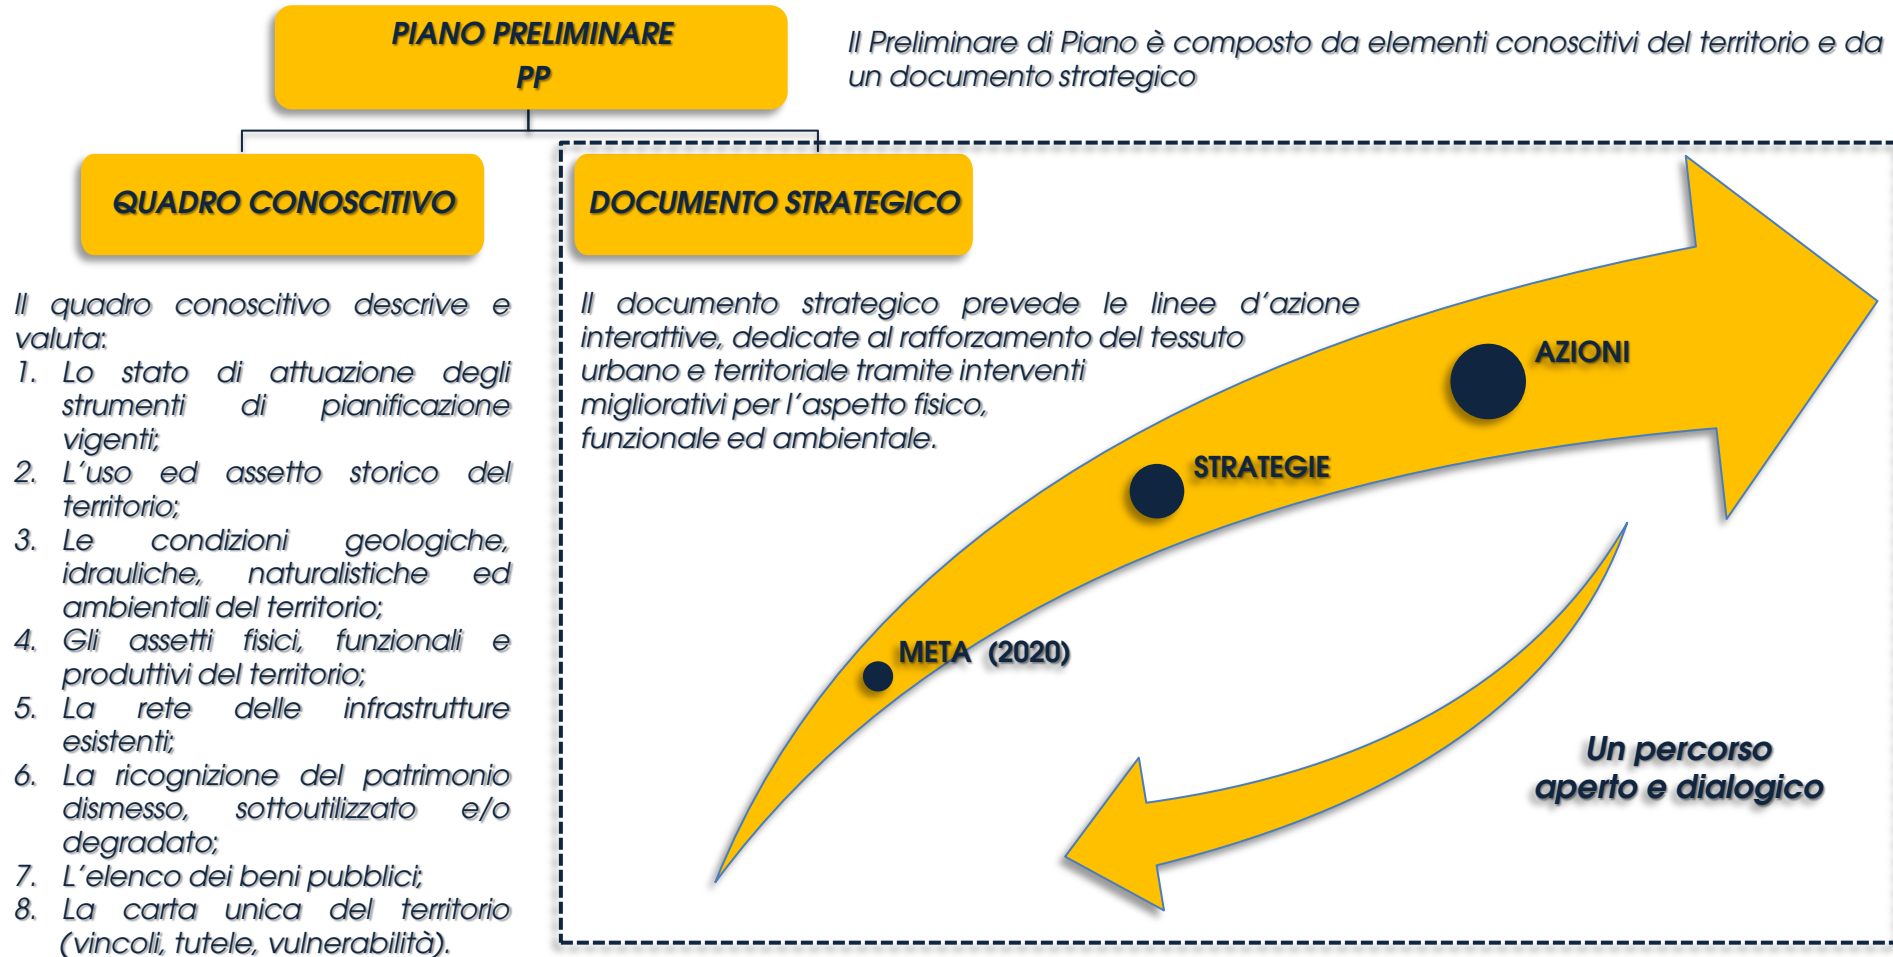 PIANO PRELIMINARE
PP
Il Preliminare di Piano è composto da elementi conoscitivi del territorio e da
un documento strategico
QUADRO CONOSCITIVO
Il quadro conoscitivo descrive e
valuta:
1. Lo stato di attuazione degli
strumenti di pianificazione
vigenti;
2. L'uso ed assetto storico del
territorio;
3. Le condizioni geologiche,
idrauliche, naturalistiche ed
ambientali del territorio;
4. Gli assetti fisici, funzionali e
produttivi del territorio;
5. La rete delle infrastrutture
esistenti;
6. La ricognizione del patrimonio
dismesso, sottoutilizzato e/o
degradato;
7. L'elenco dei beni pubblici;
8. La carta unica del territorio
(vincoli, tutele, vulnerabilità).
DOCUMENTO STRATEGICO
Il documento strategico prevede le linee d'azione
interattive, dedicate al rafforzamento del tessuto
urbano e territoriale tramite interventi
migliorativi per l'aspetto fisico,
funzionale ed ambientale.
AZIONI
STRATEGIE
META (2020)
Un percorso
aperto e dialogico